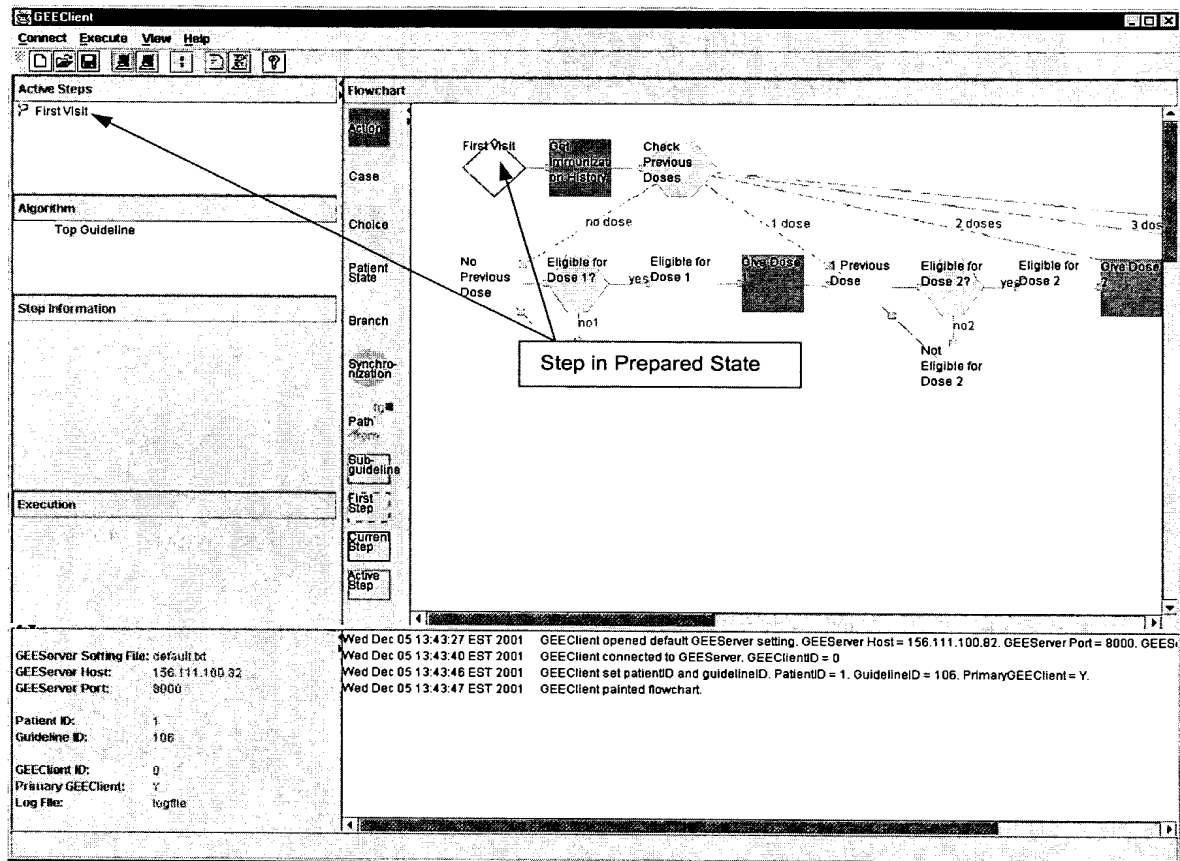 GEEClient
Connect Execute View Help
Active Steps
P First Visit
Algorithm
Top Guideline
Step Information
Execution
Flowchart
Action
Case
Choice
Patient
State
Branch
Synchro-
nization
to
Path
from
Sub-
guideline
First
Step
Current
Step
Active
Step
First Visit
Get
Immunizati
on History
Check
Previous
Doses
no dose
1 dose
2 doses
3 dos
No
Previous
Dose
Eligible for
Dose 1?
yes
Eligible for
Dose 1
Give Dose
1
1 Previous
Dose
Eligible for
Dose 2?
yes
Eligible for
Dose 2
Give Dose
2
no1
no2
Not
Eligible for
Dose 2
Step in Prepared State
GEEServer Setting File: default.txt
GEEServer Host: 156.111.100.82
GEEServer Port: 8000
Patient ID: 1
Guideline ID: 106
GEEClient ID: 0
Primary GEEClient: Y
Log File: logfile
Wed Dec 05 13:43:27 EST 2001 GEEClient opened default GEEServer setting. GEEServer Host = 156.111.100.82. GEEServer Port = 8000. GEES
Wed Dec 05 13:43:40 EST 2001 GEEClient connected to GEEServer. GEEClientID = 0
Wed Dec 05 13:43:46 EST 2001 GEEClient set patientID and guidelineID. PatientID = 1. GuidelineID = 106. PrimaryGEEClient = Y.
Wed Dec 05 13:43:47 EST 2001 GEEClient painted flowchart.